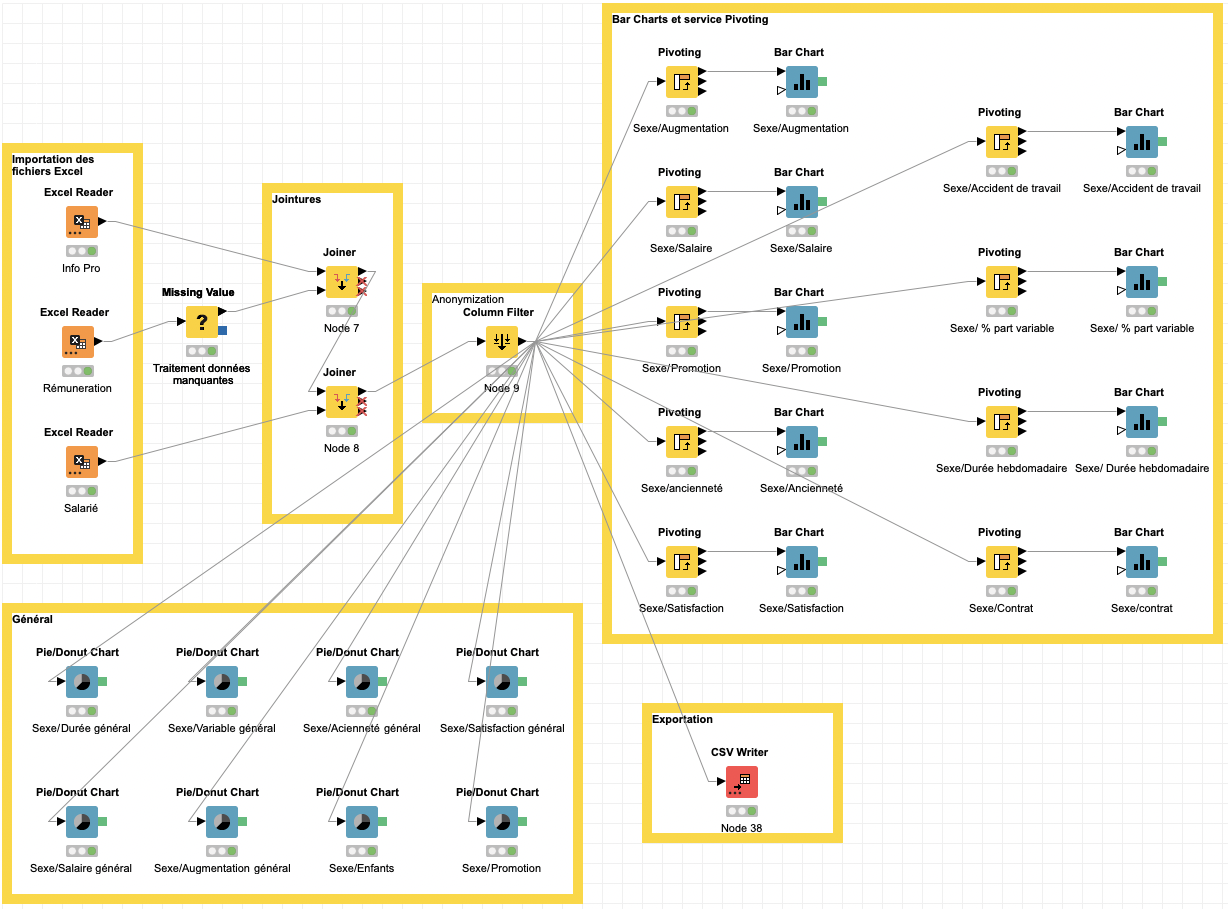 Importation des
fichiers Excel
Excel Reader
Info Pro
Excel Reader
Rémuneration
Excel Reader
Salarié
Missing Value
?
Traitement données
manquantes
Jointures
Joiner
Node 7
Joiner
Node 8
Anonymization
Column Filter
Node 9
Bar Charts et service Pivoting
Pivoting
Bar Chart
Sexe/Augmentation
Sexe/Augmentation
Pivoting
Bar Chart
Sexe/Salaire
Sexe/Salaire
Pivoting
Bar Chart
Sexe/Promotion
Sexe/Promotion
Pivoting
Bar Chart
Sexe/ancienneté
Sexe/Ancienneté
Pivoting
Bar Chart
Sexe/Satisfaction
Sexe/Satisfaction
Pivoting
Bar Chart
Sexe/Accident de travail
Sexe/Accident de travail
Pivoting
Bar Chart
Sexe/ % part variable
Sexe/ % part variable
Pivoting
Bar Chart
Sexe/Durée hebdomadaire
Sexe/ Durée hebdomadaire
Pivoting
Bar Chart
Sexe/Contrat
Sexe/contrat
Général
Pie/Donut Chart
Pie/Donut Chart
Pie/Donut Chart
Pie/Donut Chart
Sexe/Durée général
Sexe/Variable général
Sexe/Acienneté général
Sexe/Satisfaction général
Pie/Donut Chart
Pie/Donut Chart
Pie/Donut Chart
Pie/Donut Chart
Sexe/Salaire général
Sexe/Augmentation général
Sexe/Enfants
Sexe/Promotion
Exportation
CSV Writer
Node 38